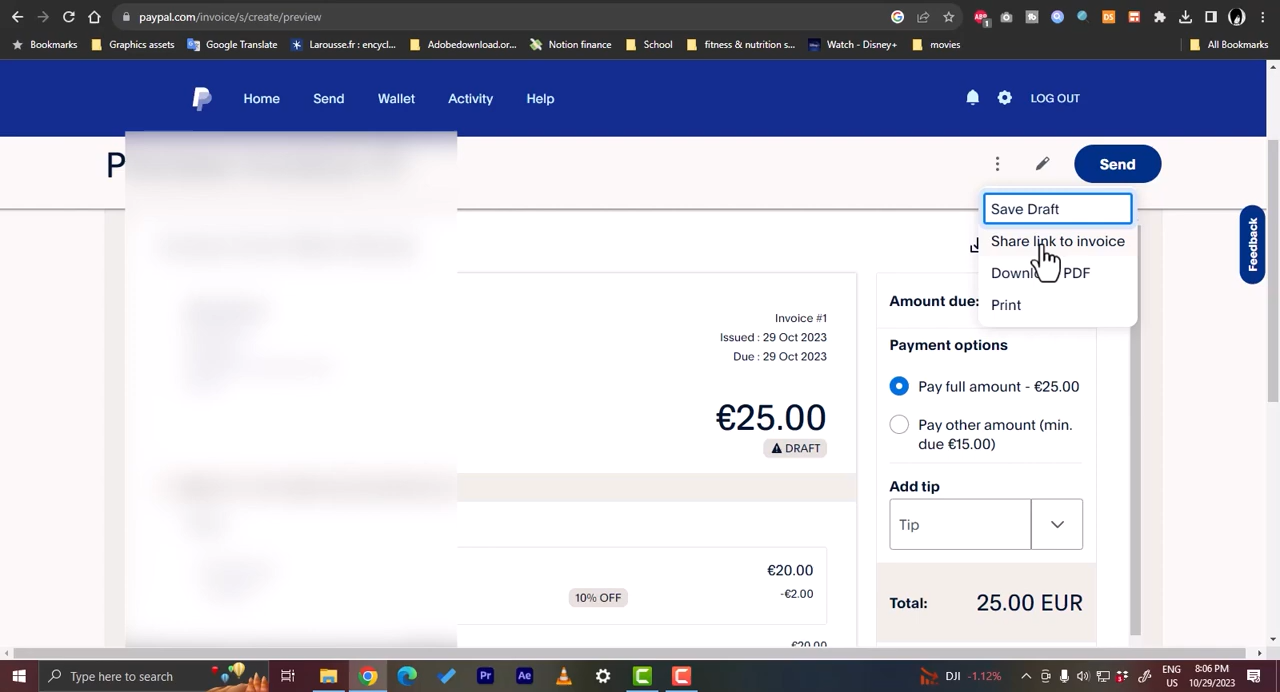 paypal.com/invoice/s/create/preview
Bookmarks Graphics assets Google Translate Larousse.fr : encycl... Adobedownload.or... Notion finance School fitness & nutrition s... Watch - Disney+ movies All Bookmarks
Home Send Wallet Activity Help LOG OUT
P
Send
Save Draft
Share link to invoice
PDF
Print
Feedback
Invoice #1
Issued : 29 Oct 2023
Due : 29 Oct 2023
€25.00
DRAFT
€20.00
10% OFF
-€2.00
€20.00
Amount due:
Payment options
Pay full amount - €25.00
Pay other amount (min.
due €15.00)
Add tip
Tip
Total: 25.00 EUR
Type here to search
DJI -1.12%
ENG
US
8:06 PM
10/29/2023